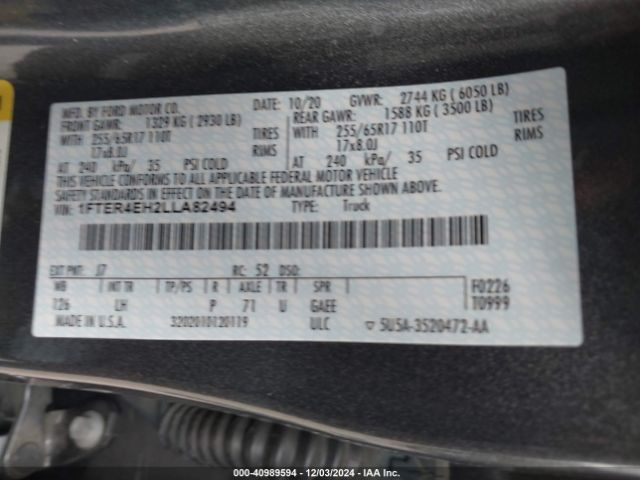 MFD. BY FORD MOTOR CO.
DATE: 10/20 GVWR: 2744 KG ( 6050 LB)
FRONT GAWR: 1329 KG ( 2930 LB)
REAR GAWR: 1588 KG ( 3500 LB)
WITH 255/65R17 110T TIRES
17x8.0J RIMS
WITH 255/65R17 110T TIRES
17x8.0J RIMS
AT 240 kPa/ 35 PSI COLD
AT 240 kPa/ 35 PSI COLD
THIS VEHICLE CONFORMS TO ALL APPLICABLE FEDERAL MOTOR VEHICLE
SAFETY STANDARDS IN EFFECT ON THE DATE OF MANUFACTURE SHOWN ABOVE.
VIN: 1FTER4EH2LLA82494 TYPE: Truck
EXT PNT: J7 RC: 52 DSO:
WB INT TR TP/PS R AXLE TR SPR F0226
126 LH P 71 U GAEE T0999
MADE IN U.S.A. 3202010120119 ULC ▽ 5U5A-3520472-AA
000-40989594 - 12/03/2024 - IAA Inc.